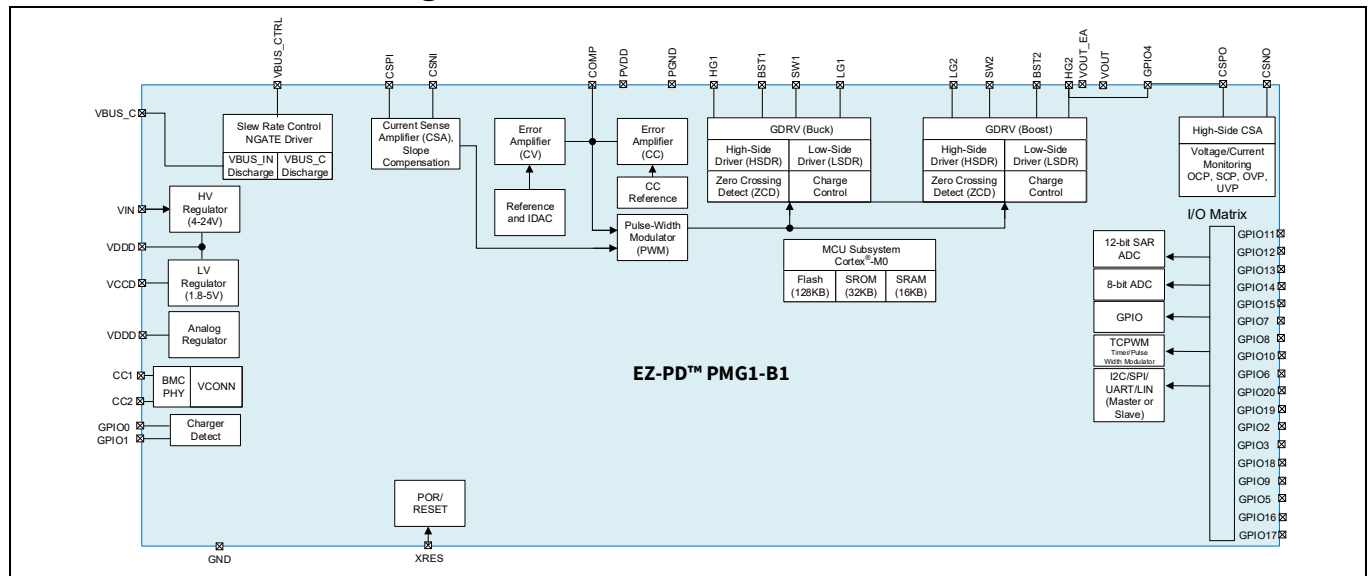 VBUS_CTRL
CSPI
CSNI
COMP
PVDD
PGND
HG1
BST1
SW1
LG1
LG2
SW2
BST2
HG2
VOUT_EA
VOUT
GPIO4
CSPO
CSNO
VBUS_C
Slew Rate Control
NGATE Driver
VBUS_IN
Discharge
VBUS_C
Discharge
Current Sense
Amplifier (CSA),
Slope
Compensation
Error
Amplifier
(CV)
Error
Amplifier
(CC)
Reference
and IDAC
CC
Reference
Pulse-Width
Modulator
(PWM)
GDRV (Buck)
High-Side
Driver (HSDR)
Low-Side
Driver (LSDR)
Zero Crossing
Detect (ZCD)
Charge
Control
GDRV (Boost)
High-Side
Driver (HSDR)
Low-Side
Driver (LSDR)
Zero Crossing
Detect (ZCD)
Charge
Control
High-Side CSA
Voltage/Current
Monitoring
OCP, SCP, OVP,
UVP
VIN
HV
Regulator
(4-24V)
VDDD
VCCD
LV
Regulator
(1.8-5V)
VDDD
Analog
Regulator
CC1
CC2
BMC
PHY
VCONN
GPIO0
GPIO1
Charger
Detect
MCU Subsystem
Cortex®-M0
Flash
(128KB)
SROM
(32KB)
SRAM
(16KB)
EZ-PD™ PMG1-B1
I/O Matrix
12-bit SAR
ADC
8-bit ADC
GPIO
TCPWM
Timer/Pulse
Width Modulator
I2C/SPI/
UART/LIN
(Master or
Slave)
GPIO11
GPIO12
GPIO13
GPIO14
GPIO15
GPIO7
GPIO8
GPIO10
GPIO6
GPIO20
GPIO19
GPIO2
GPIO3
GPIO18
GPIO9
GPIO5
GPIO16
GPIO17
POR/
RESET
GND
XRES